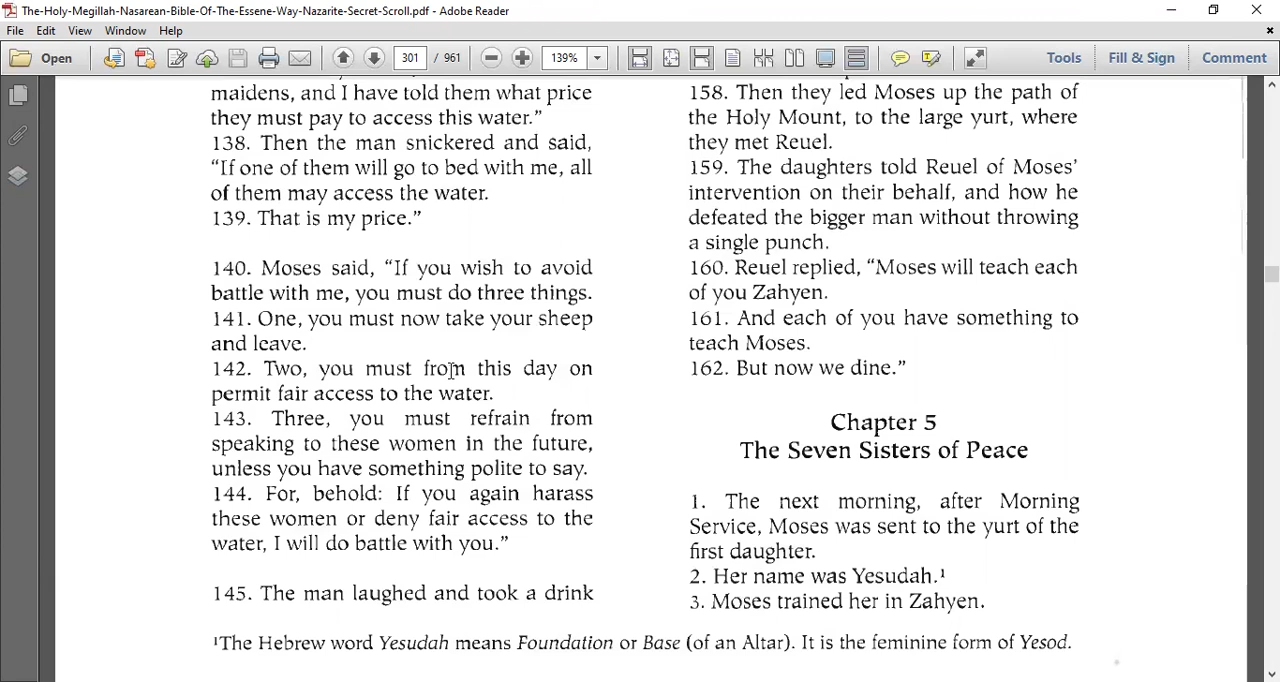 The-Holy-Megillah-Nasarean-Bible-Of-The-Essene-Way-Nazarite-Secret-Scroll.pdf - Adobe Reader
File Edit View Window Help
Open 301 / 961 139% Tools Fill & Sign Comment
maidens, and I have told them what price
they must pay to access this water.”
138. Then the man snickered and said,
“If one of them will go to bed with me, all
of them may access the water.
139. That is my price.”
140. Moses said, “If you wish to avoid
battle with me, you must do three things.
141. One, you must now take your sheep
and leave.
142. Two, you must from this day on
permit fair access to the water.
143. Three, you must refrain from
speaking to these women in the future,
unless you have something polite to say.
144. For, behold: If you again harass
these women or deny fair access to the
water, I will do battle with you.”
145. The man laughed and took a drink
158. Then they led Moses up the path of
the Holy Mount, to the large yurt, where
they met Reuel.
159. The daughters told Reuel of Moses’
intervention on their behalf, and how he
defeated the bigger man without throwing
a single punch.
160. Reuel replied, “Moses will teach each
of you Zahyen.
161. And each of you have something to
teach Moses.
162. But now we dine.”
Chapter 5
The Seven Sisters of Peace
1. The next morning, after Morning
Service, Moses was sent to the yurt of the
first daughter.
2. Her name was Yesudah.¹
3. Moses trained her in Zahyen.
¹The Hebrew word Yesudah means Foundation or Base (of an Altar). It is the feminine form of Yesod.